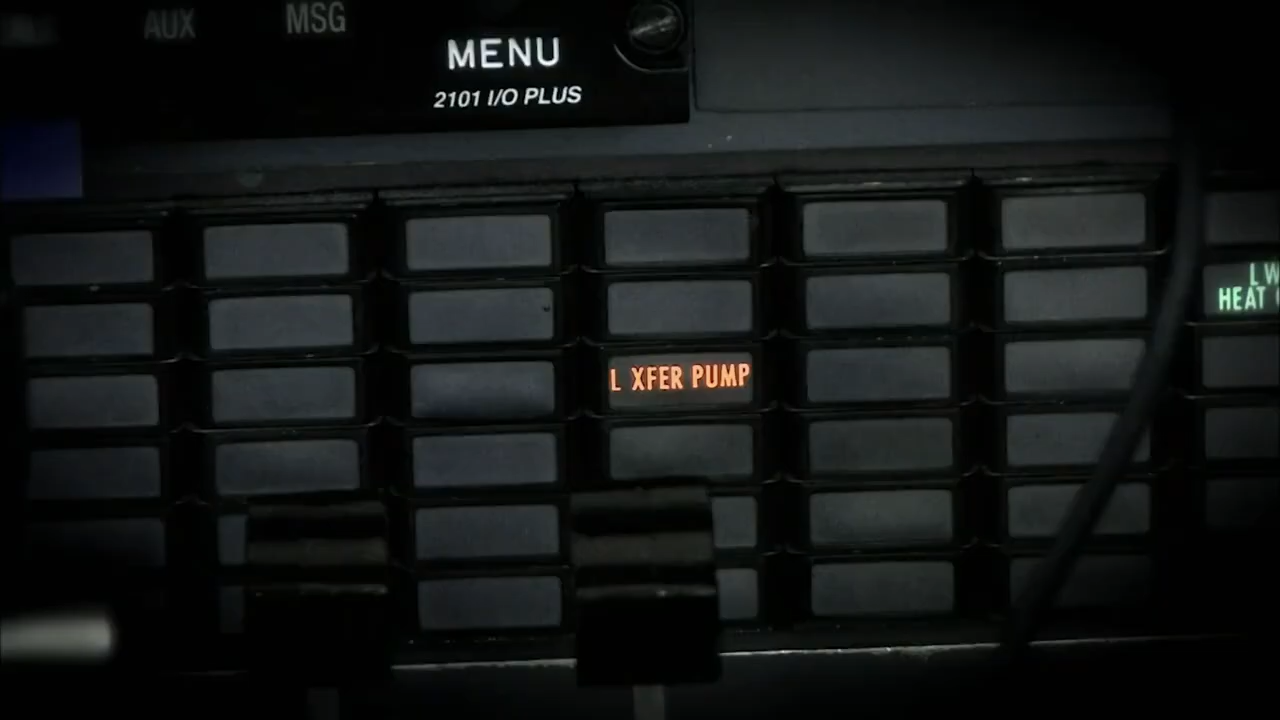 AUX MSG
MENU
2101 I/O PLUS
L XFER PUMP
L
HEAT